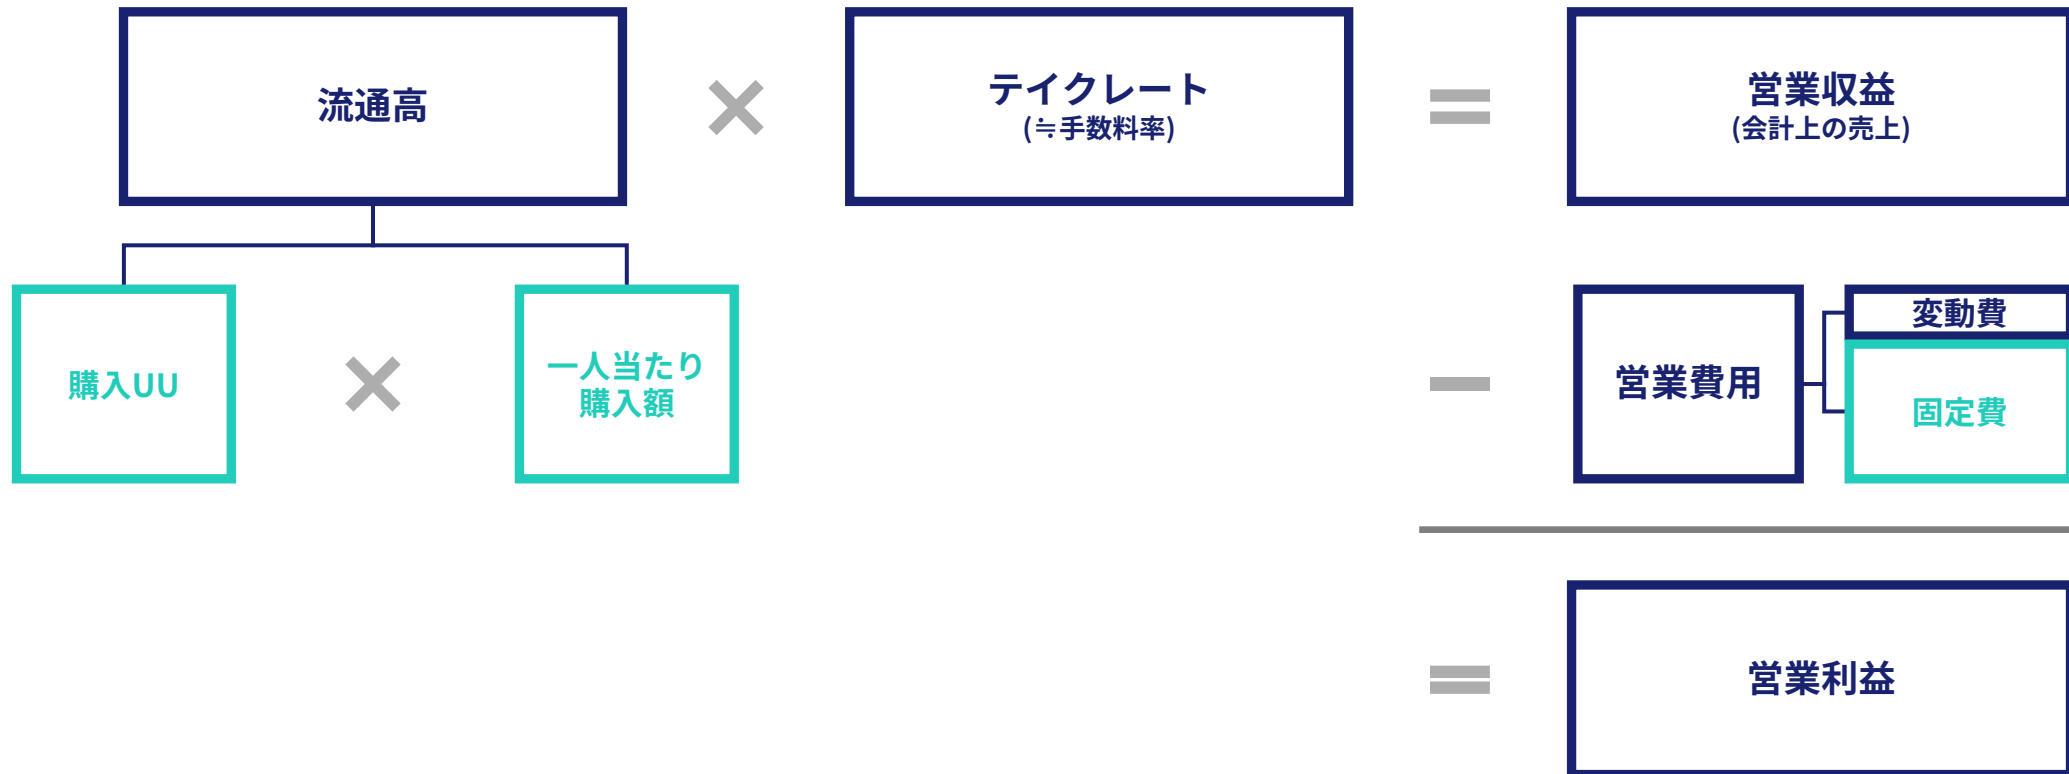 流通高
×
テイクレート
(≒手数料率)
=
営業収益
(会計上の売上)
購入UU
×
一人当たり
購入額
−
営業費用
変動費
固定費
=
営業利益